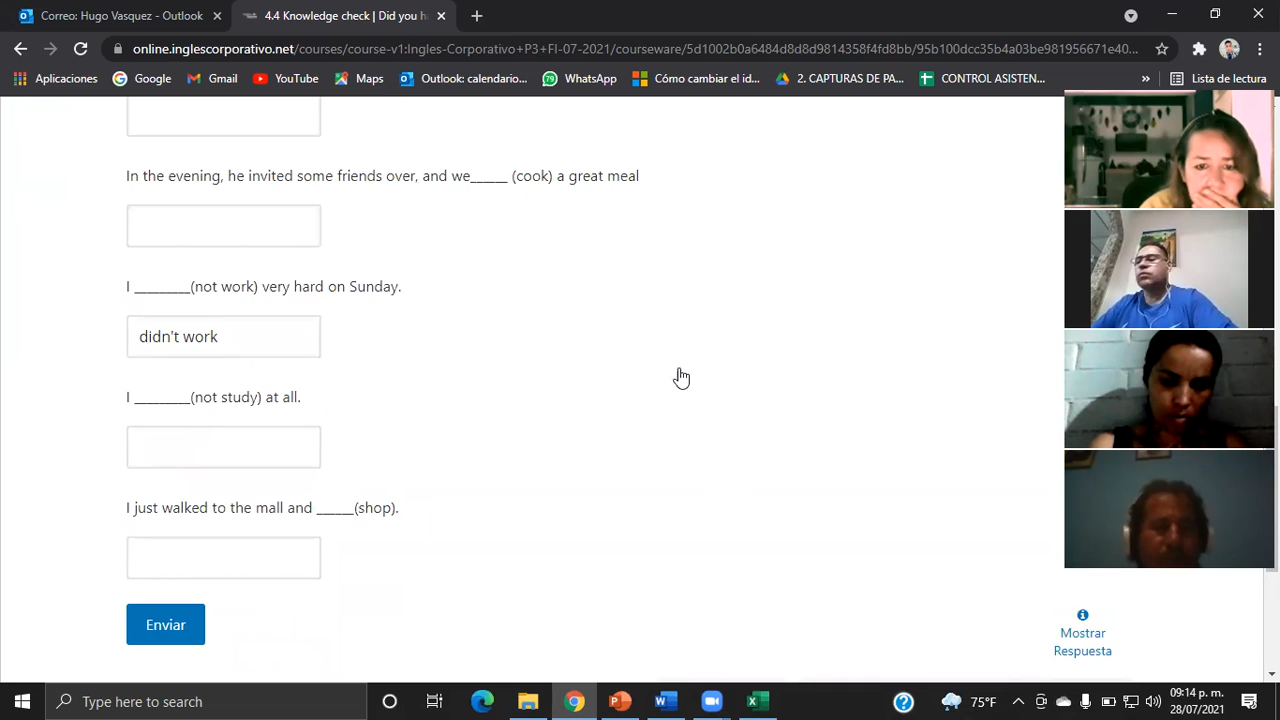 Correo: Hugo Vasquez - Outlook
4.4 Knowledge check | Did you h
online.inglescorporativo.net/courses/course-v1:Ingles-Corporativo+P3+FI-07-2021/courseware/5d1002b0a6484d8d8d9814358f4fd8bb/95b100dcc35b4a03be981956671e40...
Aplicaciones
Google
Gmail
YouTube
Maps
Outlook: calendario...
WhatsApp
Cómo cambiar el id...
2. CAPTURAS DE PA...
CONTROL ASISTEN...
»
Lista de lectura
In the evening, he invited some friends over, and we______ (cook) a great meal
I _________(not work) very hard on Sunday.
didn't work
I _________(not study) at all.
I just walked to the mall and ______(shop).
Enviar
Mostrar
Respuesta
Type here to search
75°F
09:14 p. m.
28/07/2021